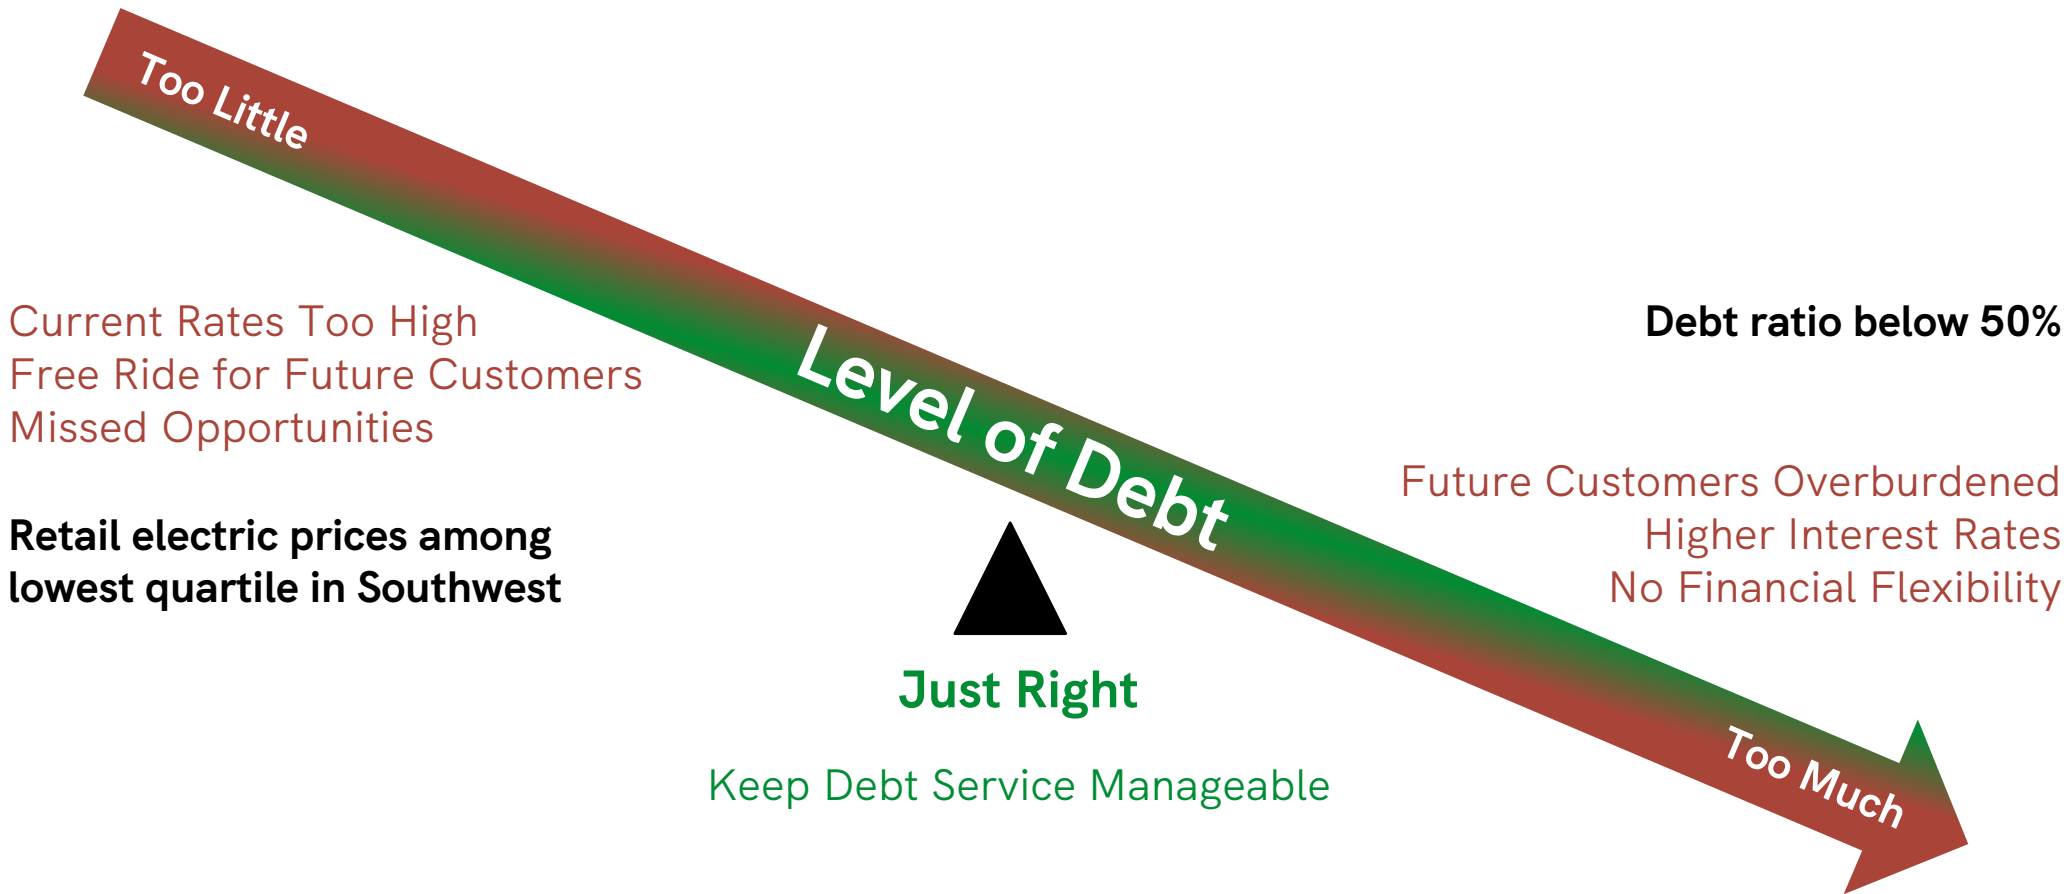 Too Little
Current Rates Too High
Free Ride for Future Customers
Missed Opportunities
Retail electric prices among
lowest quartile in Southwest
Level of Debt
Just Right
Keep Debt Service Manageable
Debt ratio below 50%
Future Customers Overburdened
Higher Interest Rates
No Financial Flexibility
Too Much